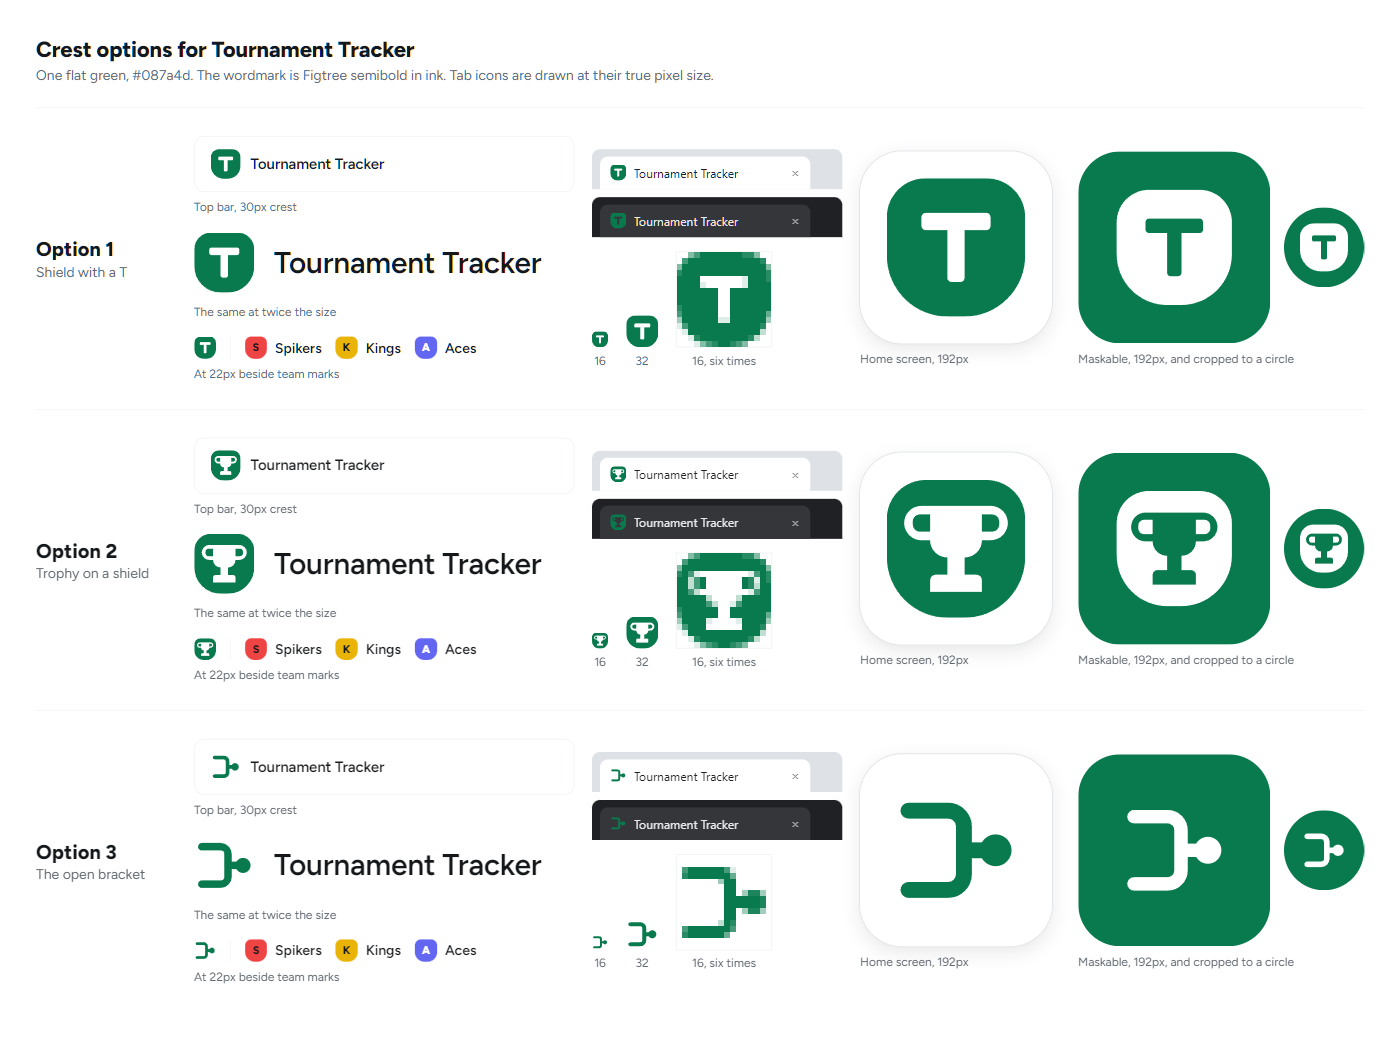 Crest options for Tournament Tracker
One flat green, #087a4d. The wordmark is Figtree semibold in ink. Tab icons are drawn at their true pixel size.
Option 1
Shield with a T
T Tournament Tracker
Top bar, 30px crest
T Tournament Tracker
The same at twice the size
T S Spikers K Kings A Aces
At 22px beside team marks
T Tournament Tracker ×
T Tournament Tracker ×
T T T
16 32 16, six times
T
Home screen, 192px
T T
Maskable, 192px, and cropped to a circle
Option 2
Trophy on a shield
Tournament Tracker
Top bar, 30px crest
Tournament Tracker
The same at twice the size
S Spikers K Kings A Aces
At 22px beside team marks
Tournament Tracker ×
Tournament Tracker ×
16 32 16, six times
Home screen, 192px
Maskable, 192px, and cropped to a circle
Option 3
The open bracket
Tournament Tracker
Top bar, 30px crest
Tournament Tracker
The same at twice the size
S Spikers K Kings A Aces
At 22px beside team marks
Tournament Tracker ×
Tournament Tracker ×
16 32 16, six times
Home screen, 192px
Maskable, 192px, and cropped to a circle